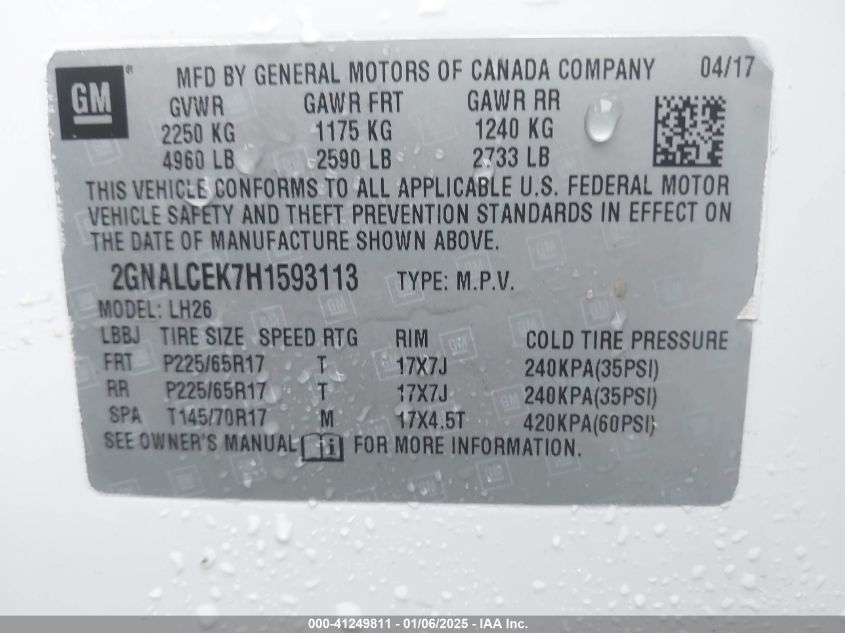 GM ®
MFD BY GENERAL MOTORS OF CANADA COMPANY 04/17
GVWR GAWR FRT GAWR RR
2250 KG 1175 KG 1240 KG
4960 LB 2590 LB 2733 LB
THIS VEHICLE CONFORMS TO ALL APPLICABLE U.S. FEDERAL MOTOR
VEHICLE SAFETY AND THEFT PREVENTION STANDARDS IN EFFECT ON
THE DATE OF MANUFACTURE SHOWN ABOVE.
2GNALCEK7H1593113 TYPE: M.P.V.
MODEL: LH26
LBBJ TIRE SIZE SPEED RTG RIM COLD TIRE PRESSURE
FRT P225/65R17 T 17X7J 240KPA(35PSI)
RR P225/65R17 T 17X7J 240KPA(35PSI)
SPA T145/70R17 M 17X4.5T 420KPA(60PSI)
SEE OWNER'S MANUAL i FOR MORE INFORMATION.
000-41249811 - 01/06/2025 - IAA Inc.